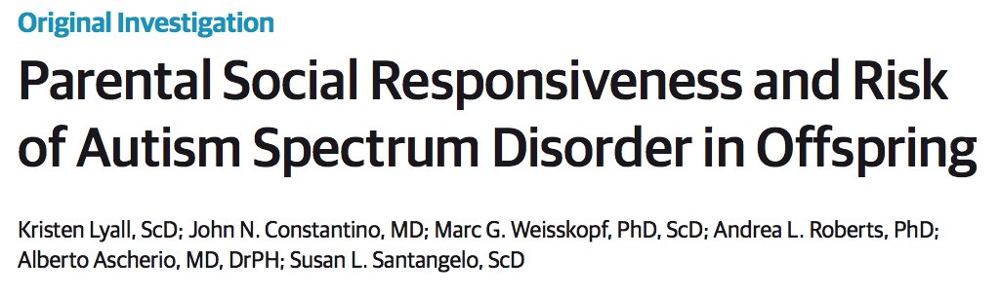 Original Investigation
Parental Social Responsiveness and Risk
of Autism Spectrum Disorder in Offspring
Kristen Lyall, ScD; John N. Constantino, MD; Marc G. Weisskopf, PhD, ScD; Andrea L. Roberts, PhD;
Alberto Ascherio, MD, DrPH; Susan L. Santangelo, ScD